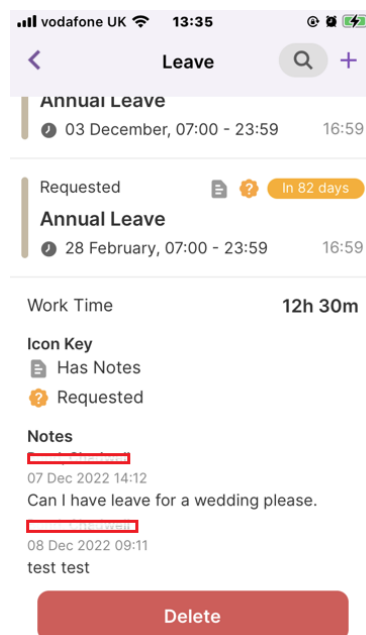 vodafone UK 13:35
Leave
Annual Leave
03 December, 07:00 - 23:59 16:59
Requested In 82 days
Annual Leave
28 February, 07:00 - 23:59 16:59
Work Time 12h 30m
Icon Key
Has Notes
? Requested
Notes
07 Dec 2022 14:12
Can I have leave for a wedding please.
08 Dec 2022 09:11
test test
Delete